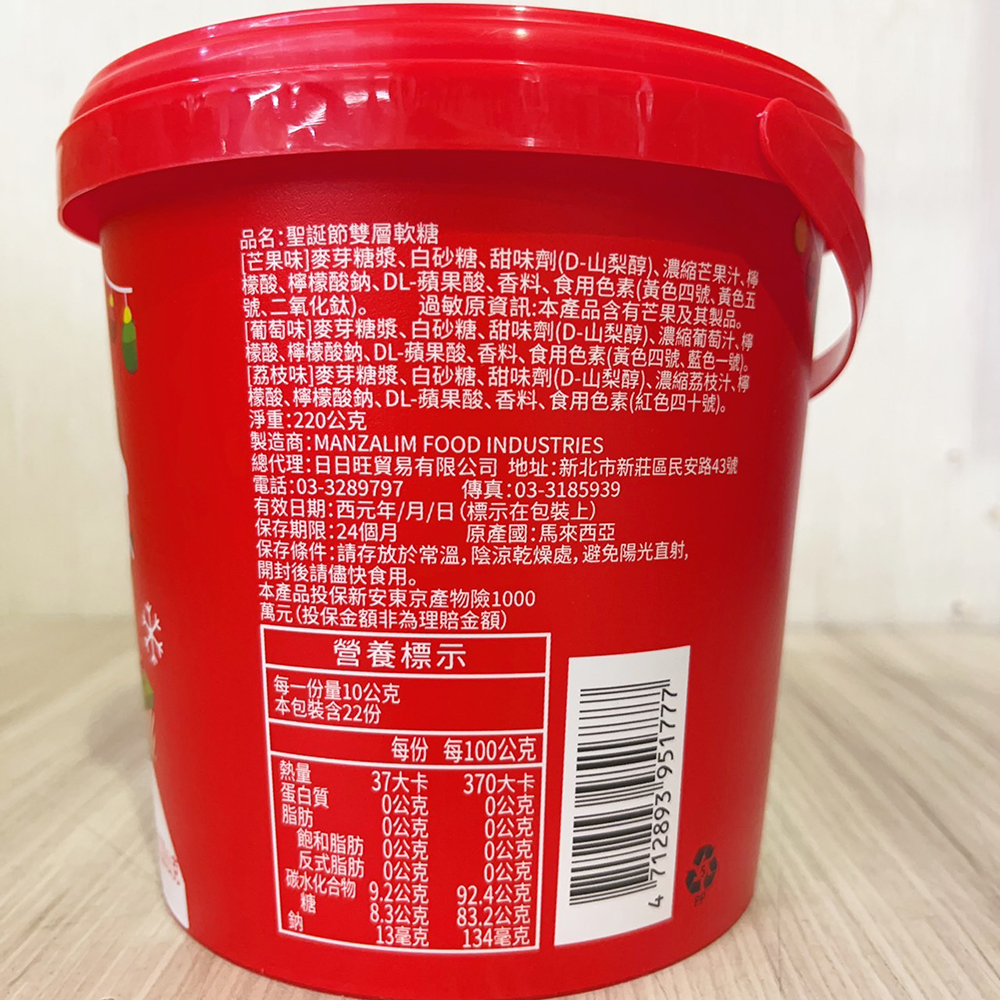 品名:聖誕節雙層軟糖
[芒果味]麥芽糖漿、白砂糖、甜味劑(D-山梨醇)、濃縮芒果汁、檸
檬酸、檸檬酸鈉、DL-蘋果酸、香料、食用色素(黃色四號、黃色五
號、二氧化鈦)。 過敏原資訊:本產品含有芒果及其製品。
[葡萄味]麥芽糖漿、白砂糖、甜味劑(D-山梨醇)、濃縮葡萄汁、檸
檬酸、檸檬酸鈉、DL-蘋果酸、香料、食用色素(黃色四號、藍色一號)。
[荔枝味]麥芽糖漿、白砂糖、甜味劑(D-山梨醇)、濃縮荔枝汁、檸
檬酸、檸檬酸鈉、DL-蘋果酸、香料、食用色素(紅色四十號)。
淨重:220公克
製造商:MANZALIM FOOD INDUSTRIES
總代理:日日旺貿易有限公司 地址:新北市新莊區民安路43號
電話:03-3289797 傳真:03-3185939
有效日期:西元年/月/日(標示在包裝上)
保存期限:24個月 原產國:馬來西亞
保存條件:請存放於常溫,陰涼乾燥處,避免陽光直射,
開封後請儘快食用。
本產品投保新安東京產物險1000
萬元(投保金額非為理賠金額)
營養標示
每一份量10公克
本包裝含22份
每份 每100公克
熱量 37大卡 370大卡
蛋白質 0公克 0公克
脂肪 0公克 0公克
飽和脂肪 0公克 0公克
反式脂肪 0公克 0公克
碳水化合物 9.2公克 92.4公克
糖 8.3公克 83.2公克
鈉 13毫克 134毫克
4 712893 951777
5
PP